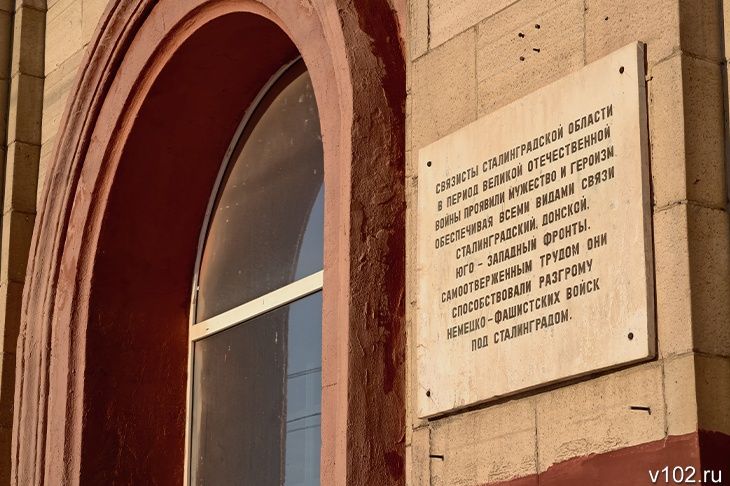 СВЯЗИСТЫ СТАЛИНГРАДСКОЙ ОБЛАСТИ
В ПЕРИОД ВЕЛИКОЙ ОТЕЧЕСТВЕННОЙ
ВОЙНЫ ПРОЯВИЛИ МУЖЕСТВО И ГЕРОИЗМ
ОБЕСПЕЧИВАЯ ВСЕМИ ВИДАМИ СВЯЗИ
СТАЛИНГРАДСКИЙ, ДОНСКОЙ,
ЮГО - ЗАПАДНЫЙ ФРОНТЫ.
САМООТВЕРЖЕННЫМ ТРУДОМ ОНИ
СПОСОБСТВОВАЛИ РАЗГРОМУ
НЕМЕЦКО-ФАШИСТСКИХ ВОЙСК
ПОД СТАЛИНГРАДОМ.
v102.ru